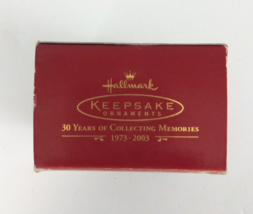 Hallmark
KEEPSAKE
ORNAMENTS
30 YEARS OF COLLECTING MEMORIES
1973-2003